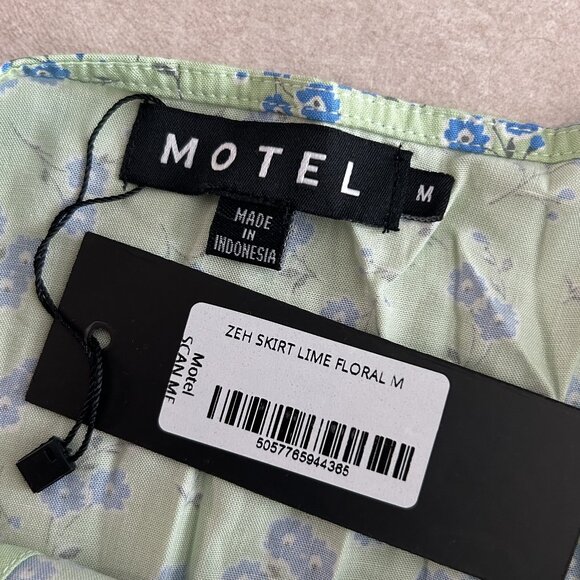 MOTEL
M
MADE
IN
INDONESIA
ZEH SKIRT LIME FLORAL M
5057765944365
Motel
SCAN ME